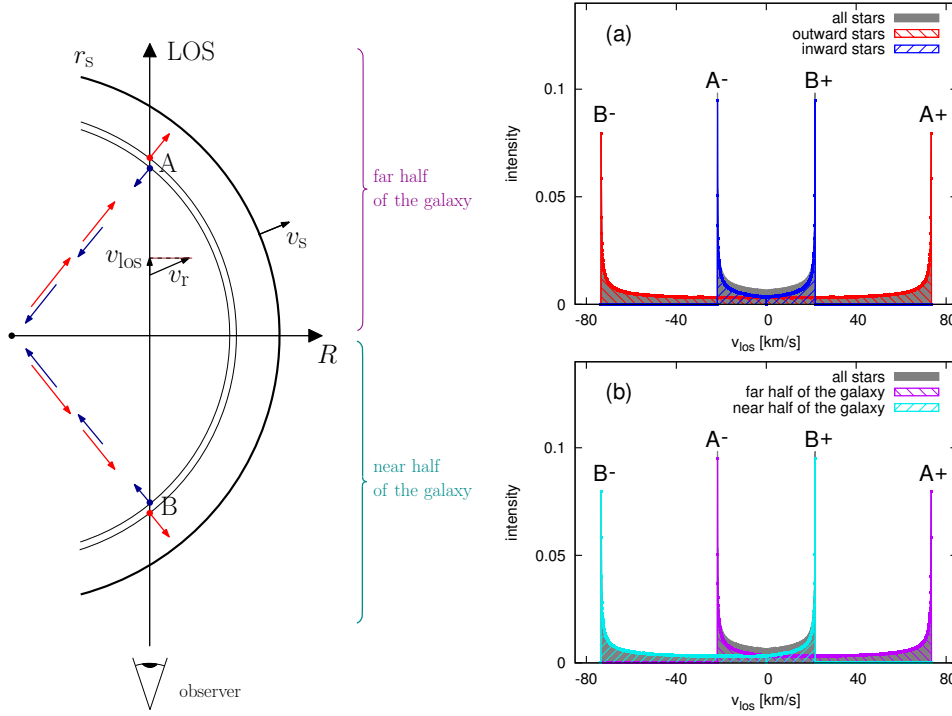 LOS
r_s
A
far half
of the galaxy
v_s
v_los
v_r
R
near half
of the galaxy
B
observer
(a)
all stars
outward stars
inward stars
B-
A-
B+
A+
intensity
0.1
0.05
0
-80
-40
0
40
80
v_los [km/s]
(b)
all stars
far half of the galaxy
near half of the galaxy
B-
A-
B+
A+
intensity
0.1
0.05
0
-80
-40
0
40
80
v_los [km/s]